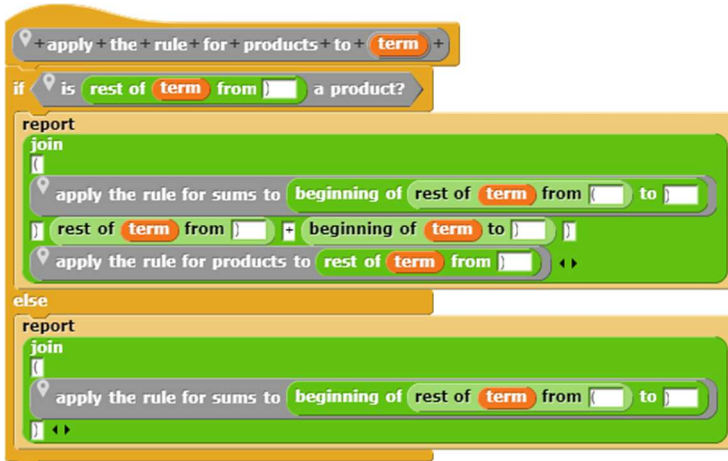 +apply+the+rule+for+products+to+ term +
if is rest of term from ) a product?
report
join
(
apply the rule for sums to beginning of rest of term from ( to )
) rest of term from ) + beginning of term to ) )
apply the rule for products to rest of term from )
else
report
join
(
apply the rule for sums to beginning of rest of term from ( to )
)